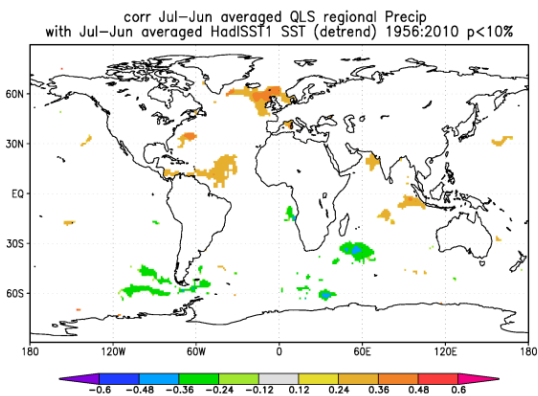 corr Jul-Jun averaged QLS regional Precip
with Jul-Jun averaged HadISST1 SST (detrend) 1956:2010 p<10%
60N
30N
EQ
30S
60S
180 120W 60W 0 60E 120E 180
-0.6 -0.48 -0.36 -0.24 -0.12 0.12 0.24 0.36 0.48 0.6